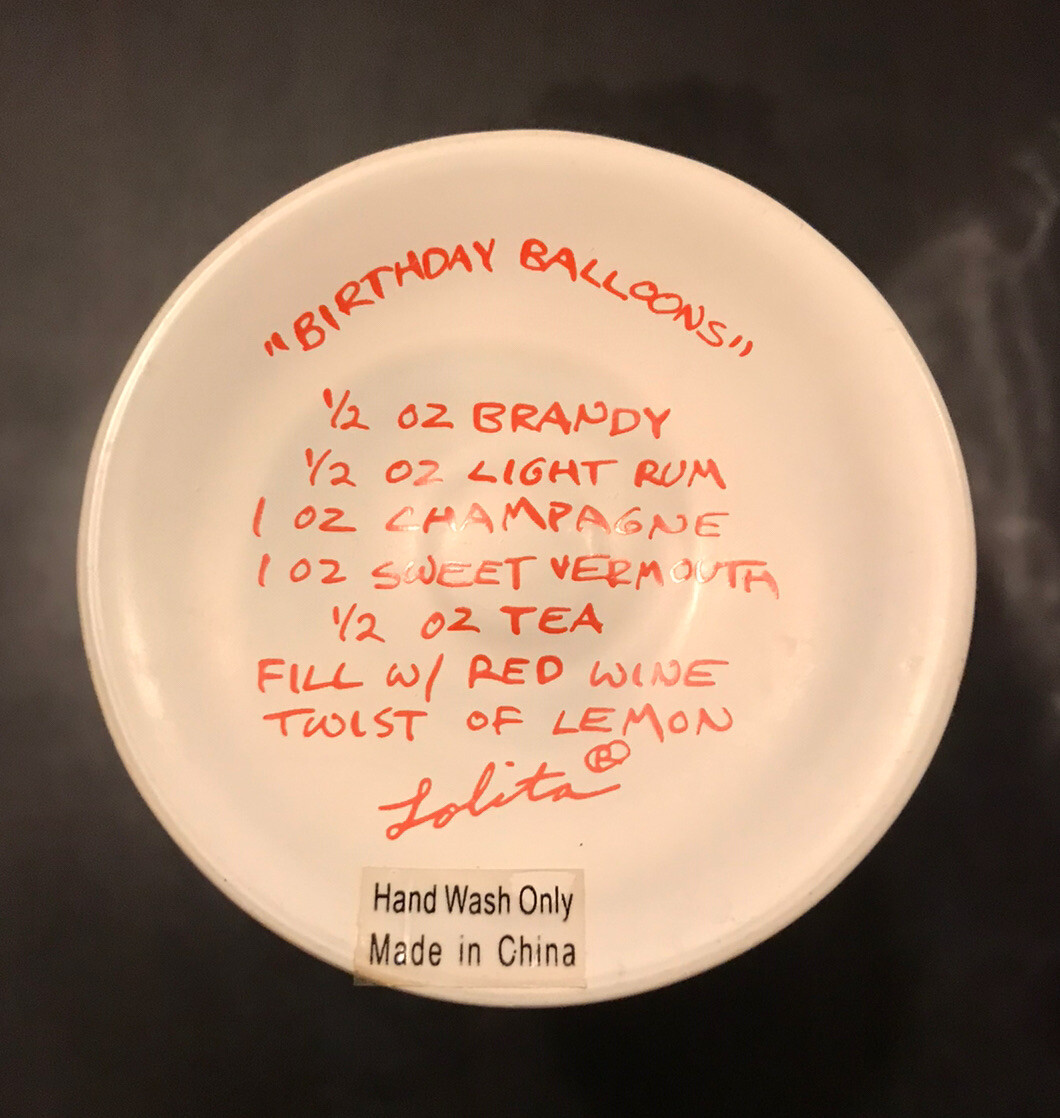 "BIRTHDAY BALLOONS"
½ OZ BRANDY
½ OZ LIGHT RUM
1 OZ CHAMPAGNE
1 OZ SWEET VERMOUTH
½ OZ TEA
FILL W/ RED WINE
TWIST OF LEMON
Lolita®
Hand Wash Only
Made in China